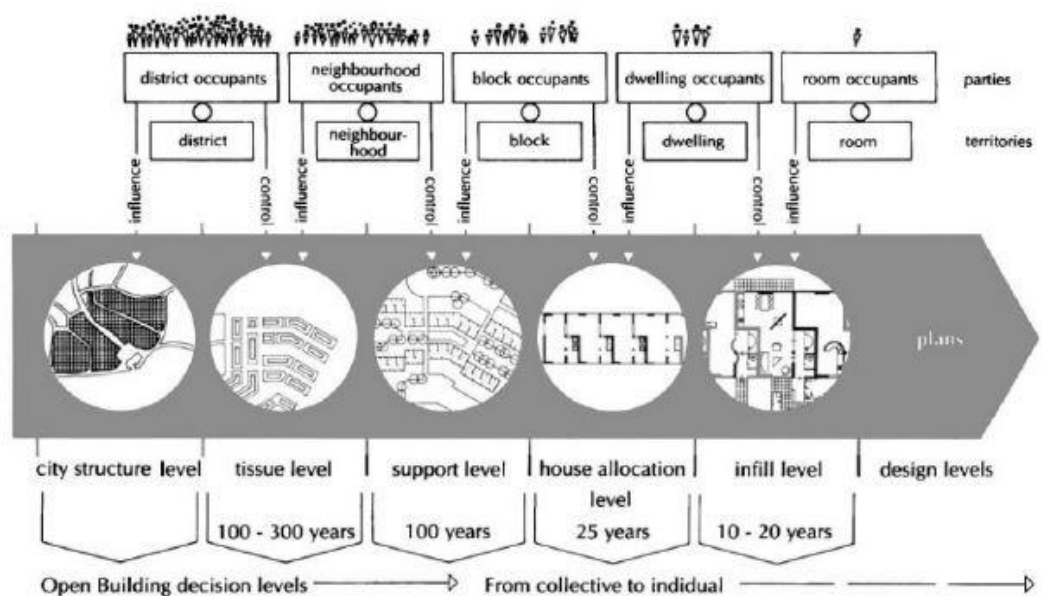 district occupants
neighbourhood
occupants
block occupants
dwelling occupants
room occupants
parties
district
neighbour-
hood
block
dwelling
room
territories
influence
control
influence
control
influence
control
influence
control
influence
plans
city structure level
tissue level
support level
house allocation
level
infill level
design levels
100 - 300 years
100 years
25 years
10 - 20 years
Open Building decision levels
From collective to indidual